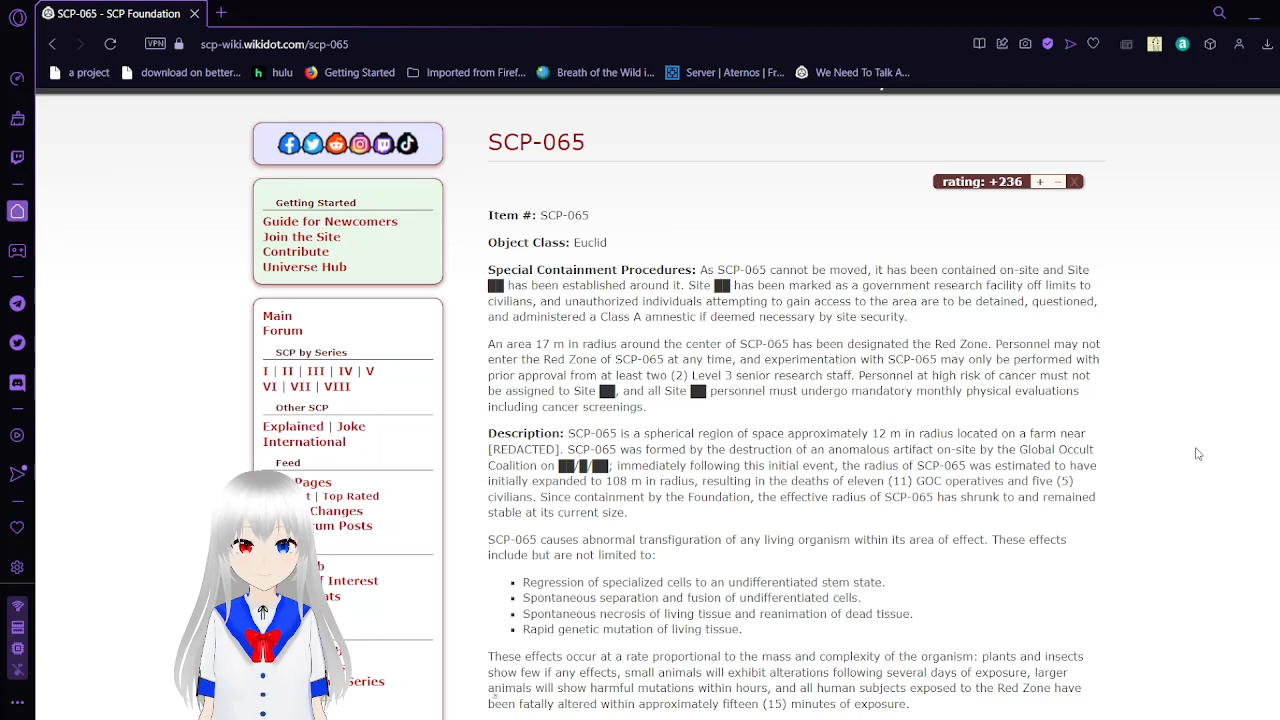 SCP-065 - SCP Foundation
VPN
scp-wiki.wikidot.com/scp-065
a project
download on better...
hulu
Getting Started
Imported from Firef...
Breath of the Wild i...
Server | Aternos | Fr...
We Need To Talk A...
Getting Started
Guide for Newcomers
Join the Site
Contribute
Universe Hub
Main
Forum
SCP by Series
I | II | III | IV | V
VI | VII | VIII
Other SCP
Explained | Joke
International
Feed
Pages
t | Top Rated
Changes
rum Posts
b
f Interest
ats
Series
SCP-065
rating: +236 + – X
Item #: SCP-065
Object Class: Euclid
Special Containment Procedures: As SCP-065 cannot be moved, it has been contained on-site and Site
██ has been established around it. Site ██ has been marked as a government research facility off limits to
civilians, and unauthorized individuals attempting to gain access to the area are to be detained, questioned,
and administered a Class A amnestic if deemed necessary by site security.
An area 17 m in radius around the center of SCP-065 has been designated the Red Zone. Personnel may not
enter the Red Zone of SCP-065 at any time, and experimentation with SCP-065 may only be performed with
prior approval from at least two (2) Level 3 senior research staff. Personnel at high risk of cancer must not
be assigned to Site ██, and all Site ██ personnel must undergo mandatory monthly physical evaluations
including cancer screenings.
Description: SCP-065 is a spherical region of space approximately 12 m in radius located on a farm near
[REDACTED]. SCP-065 was formed by the destruction of an anomalous artifact on-site by the Global Occult
Coalition on ██/█/██; immediately following this initial event, the radius of SCP-065 was estimated to have
initially expanded to 108 m in radius, resulting in the deaths of eleven (11) GOC operatives and five (5)
civilians. Since containment by the Foundation, the effective radius of SCP-065 has shrunk to and remained
stable at its current size.
SCP-065 causes abnormal transfiguration of any living organism within its area of effect. These effects
include but are not limited to:
▪ Regression of specialized cells to an undifferentiated stem state.
▪ Spontaneous separation and fusion of undifferentiated cells.
▪ Spontaneous necrosis of living tissue and reanimation of dead tissue.
▪ Rapid genetic mutation of living tissue.
These effects occur at a rate proportional to the mass and complexity of the organism: plants and insects
show few if any effects, small animals will exhibit alterations following several days of exposure, larger
animals will show harmful mutations within hours, and all human subjects exposed to the Red Zone have
been fatally altered within approximately fifteen (15) minutes of exposure.